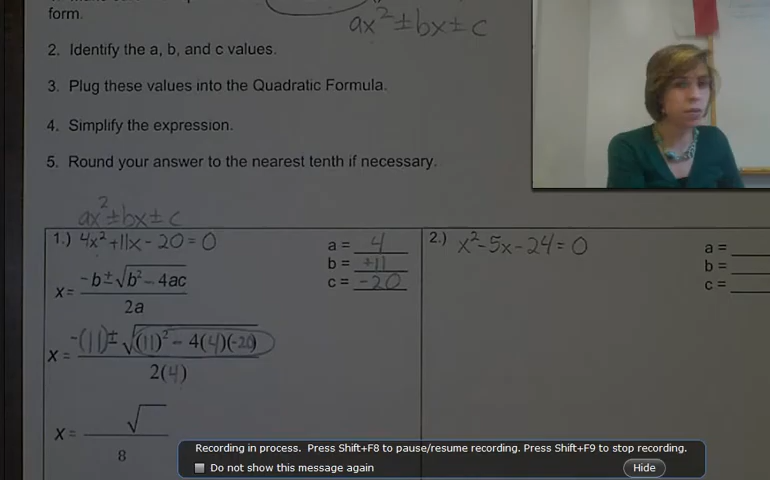 form.
ax² ± bx ± c
2. Identify the a, b, and c values.
3. Plug these values into the Quadratic Formula.
4. Simplify the expression.
5. Round your answer to the nearest tenth if necessary.
ax² ± bx ± c
1.) 4x² + 11x - 20 = 0
a = 4
b = +11
c = -20
x = -b ± √b² - 4ac
2a
x = -(11) ± √(11)² - 4(4)(-20)
2(4)
x = √
8
2.) x² - 5x - 24 = 0
a =
b =
c =
Recording in process. Press Shift+F8 to pause/resume recording. Press Shift+F9 to stop recording.
Do not show this message again
Hide